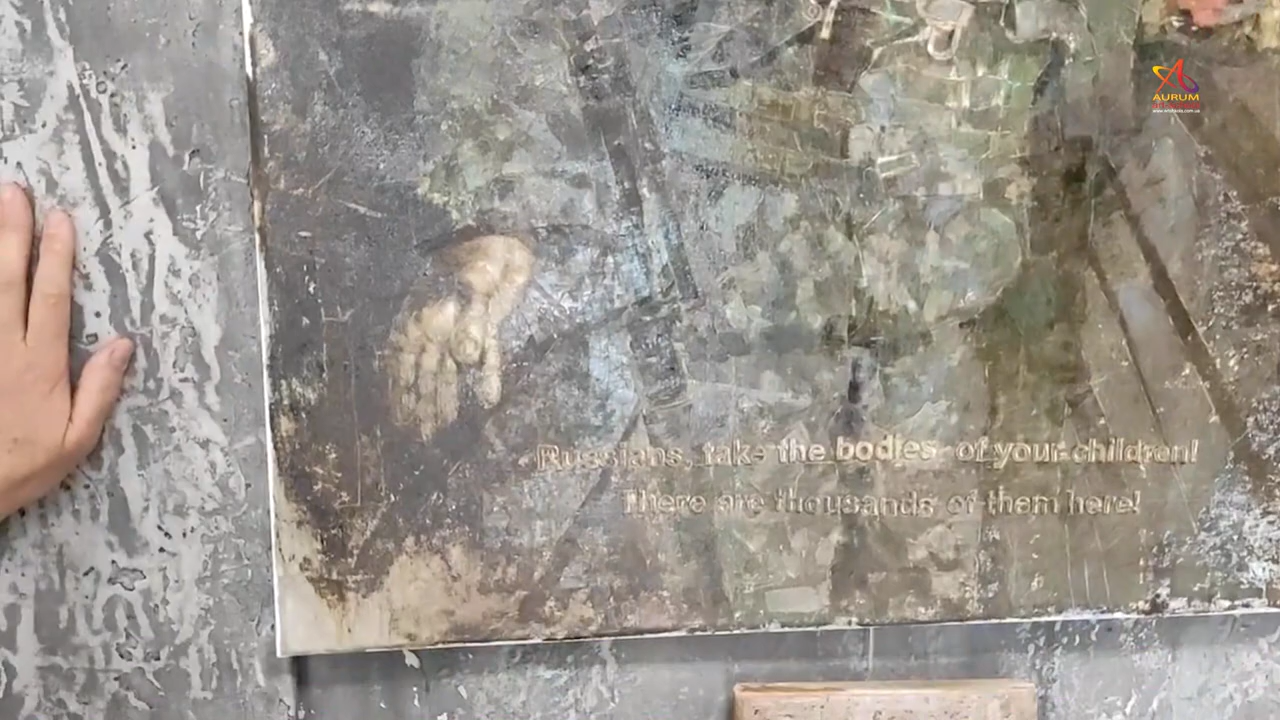 AURUM
Russians, take the bodies of your children!
There are thousands of them here!